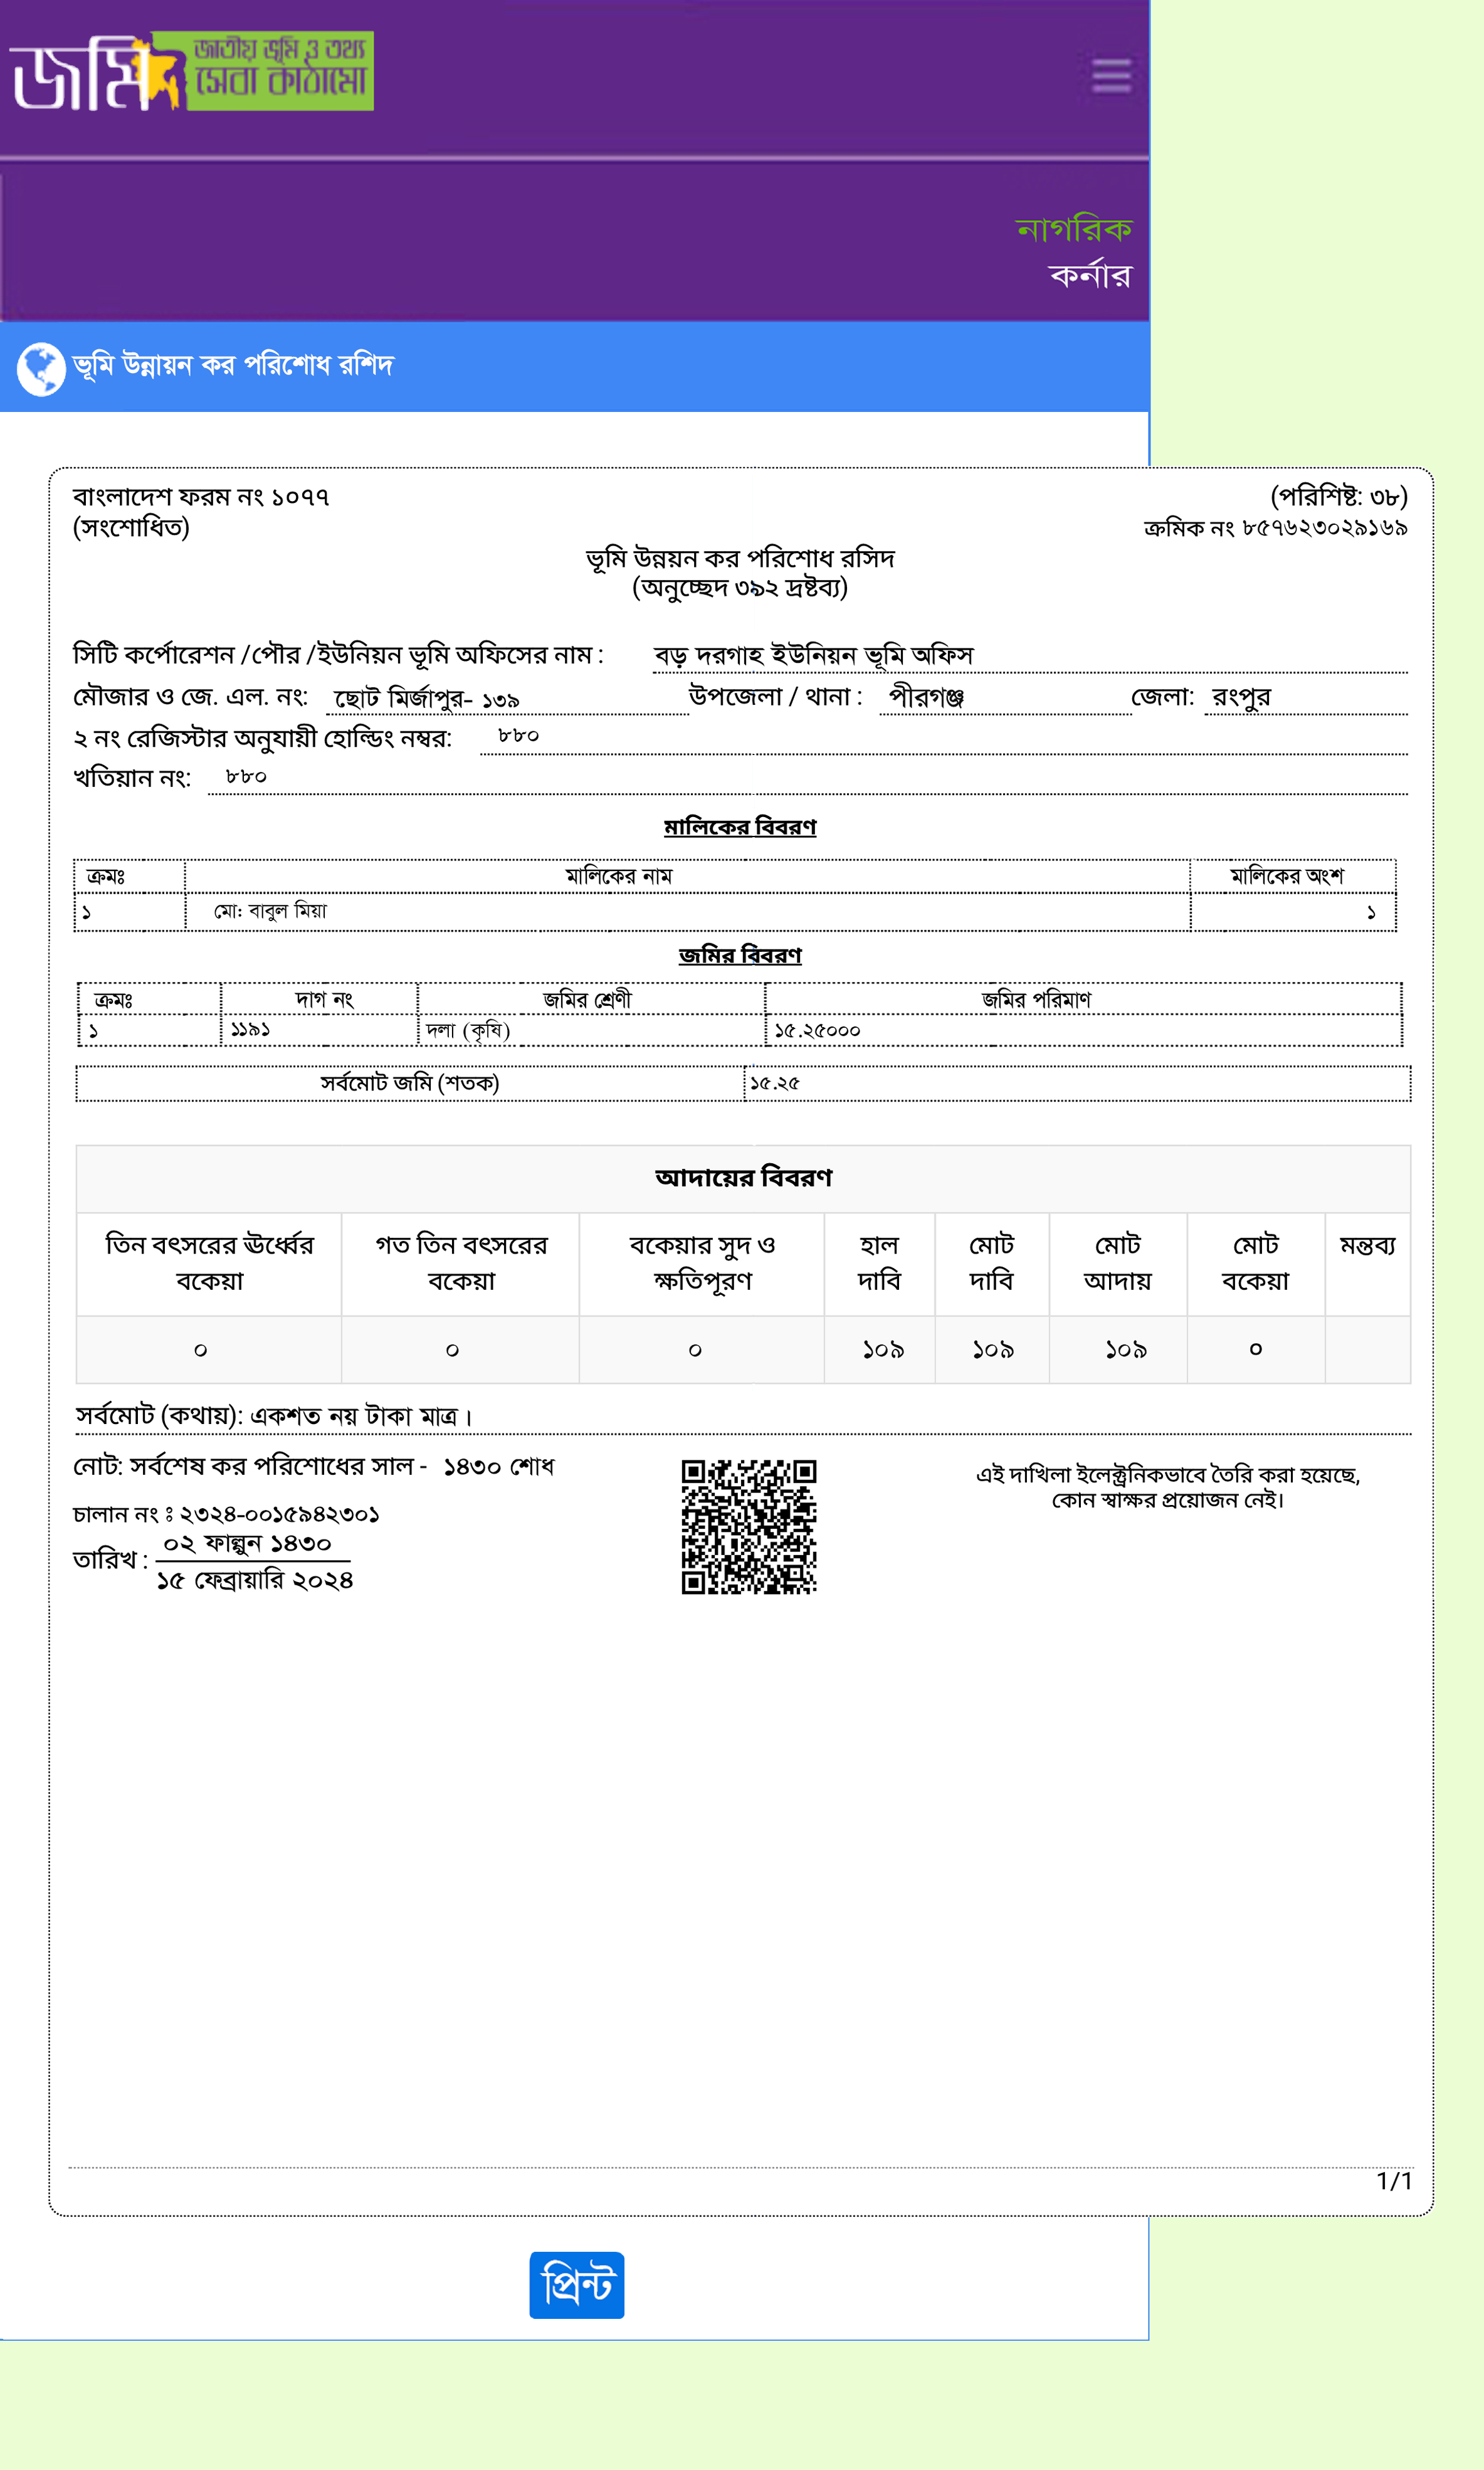 জমি জাতীয় ভূমি ও তথ্য
সেবা কাঠামো
নাগরিক
কর্নার
ভূমি উন্নায়ন কর পরিশোধ রশিদ
বাংলাদেশ ফরম নং ১০৭৭ (পরিশিষ্ট: ৩৮)
(সংশোধিত) ক্রমিক নং ৮৫৭৬২৩০২৯১৬৯
ভূমি উন্নয়ন কর পরিশোধ রসিদ
(অনুচ্ছেদ ৩৯২ দ্রষ্টব্য)
সিটি কর্পোরেশন /পৌর /ইউনিয়ন ভূমি অফিসের নাম : বড় দরগাহ ইউনিয়ন ভূমি অফিস
মৌজার ও জে. এল. নং: ছোট মির্জাপুর- ১৩৯ উপজেলা / থানা : পীরগঞ্জ জেলা: রংপুর
২ নং রেজিস্টার অনুযায়ী হোল্ডিং নম্বর: ৮৮০
খতিয়ান নং: ৮৮০
মালিকের বিবরণ
ক্রমঃ মালিকের নাম মালিকের অংশ
১ মো: বাবুল মিয়া ১
জমির বিবরণ
ক্রমঃ দাগ নং জমির শ্রেণী জমির পরিমাণ
১ ১১৯১ দলা (কৃষি) ১৫.২৫০০০
সর্বমোট জমি (শতক) ১৫.২৫
আদায়ের বিবরণ
তিন বৎসরের ঊর্ধ্বের গত তিন বৎসরের বকেয়ার সুদ ও হাল মোট মোট মোট মন্তব্য
বকেয়া বকেয়া ক্ষতিপূরণ দাবি দাবি আদায় বকেয়া
০ ০ ০ ১০৯ ১০৯ ১০৯ ০
সর্বমোট (কথায়): একশত নয় টাকা মাত্র।
নোট: সর্বশেষ কর পরিশোধের সাল - ১৪৩০ শোধ
এই দাখিলা ইলেক্ট্রনিকভাবে তৈরি করা হয়েছে,
কোন স্বাক্ষর প্রয়োজন নেই।
চালান নং ঃ ২৩২৪-০০১৫৯৪২৩০১
০২ ফাল্গুন ১৪৩০
তারিখ :
১৫ ফেব্রায়ারি ২০২৪
1/1
প্রিন্ট